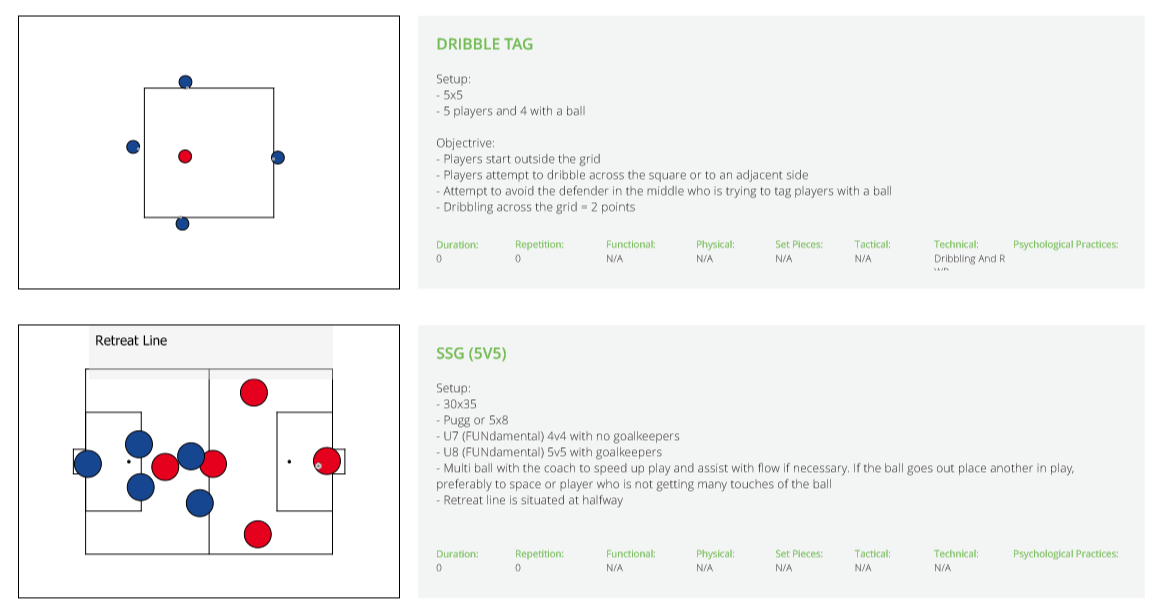 DRIBBLE TAG
Setup:
- 5x5
- 5 players and 4 with a ball
Objectrive:
- Players start outside the grid
- Players attempt to dribble across the square or to an adjacent side
- Attempt to avoid the defender in the middle who is trying to tag players with a ball
- Dribbling across the grid = 2 points
Duration: Repetition: Functional: Physical: Set Pieces: Tactical: Technical: Psychological Practices:
0 0 N/A N/A N/A N/A Dribbling And R
Retreat Line
SSG (5V5)
Setup:
- 30x35
- Pugg or 5x8
- U7 (FUNdamental) 4v4 with no goalkeepers
- U8 (FUNdamental) 5v5 with goalkeepers
- Multi ball with the coach to speed up play and assist with flow if necessary. If the ball goes out place another in play,
preferably to space or player who is not getting many touches of the ball
- Retreat line is situated at halfway
Duration: Repetition: Functional: Physical: Set Pieces: Tactical: Technical: Psychological Practices:
0 0 N/A N/A N/A N/A N/A